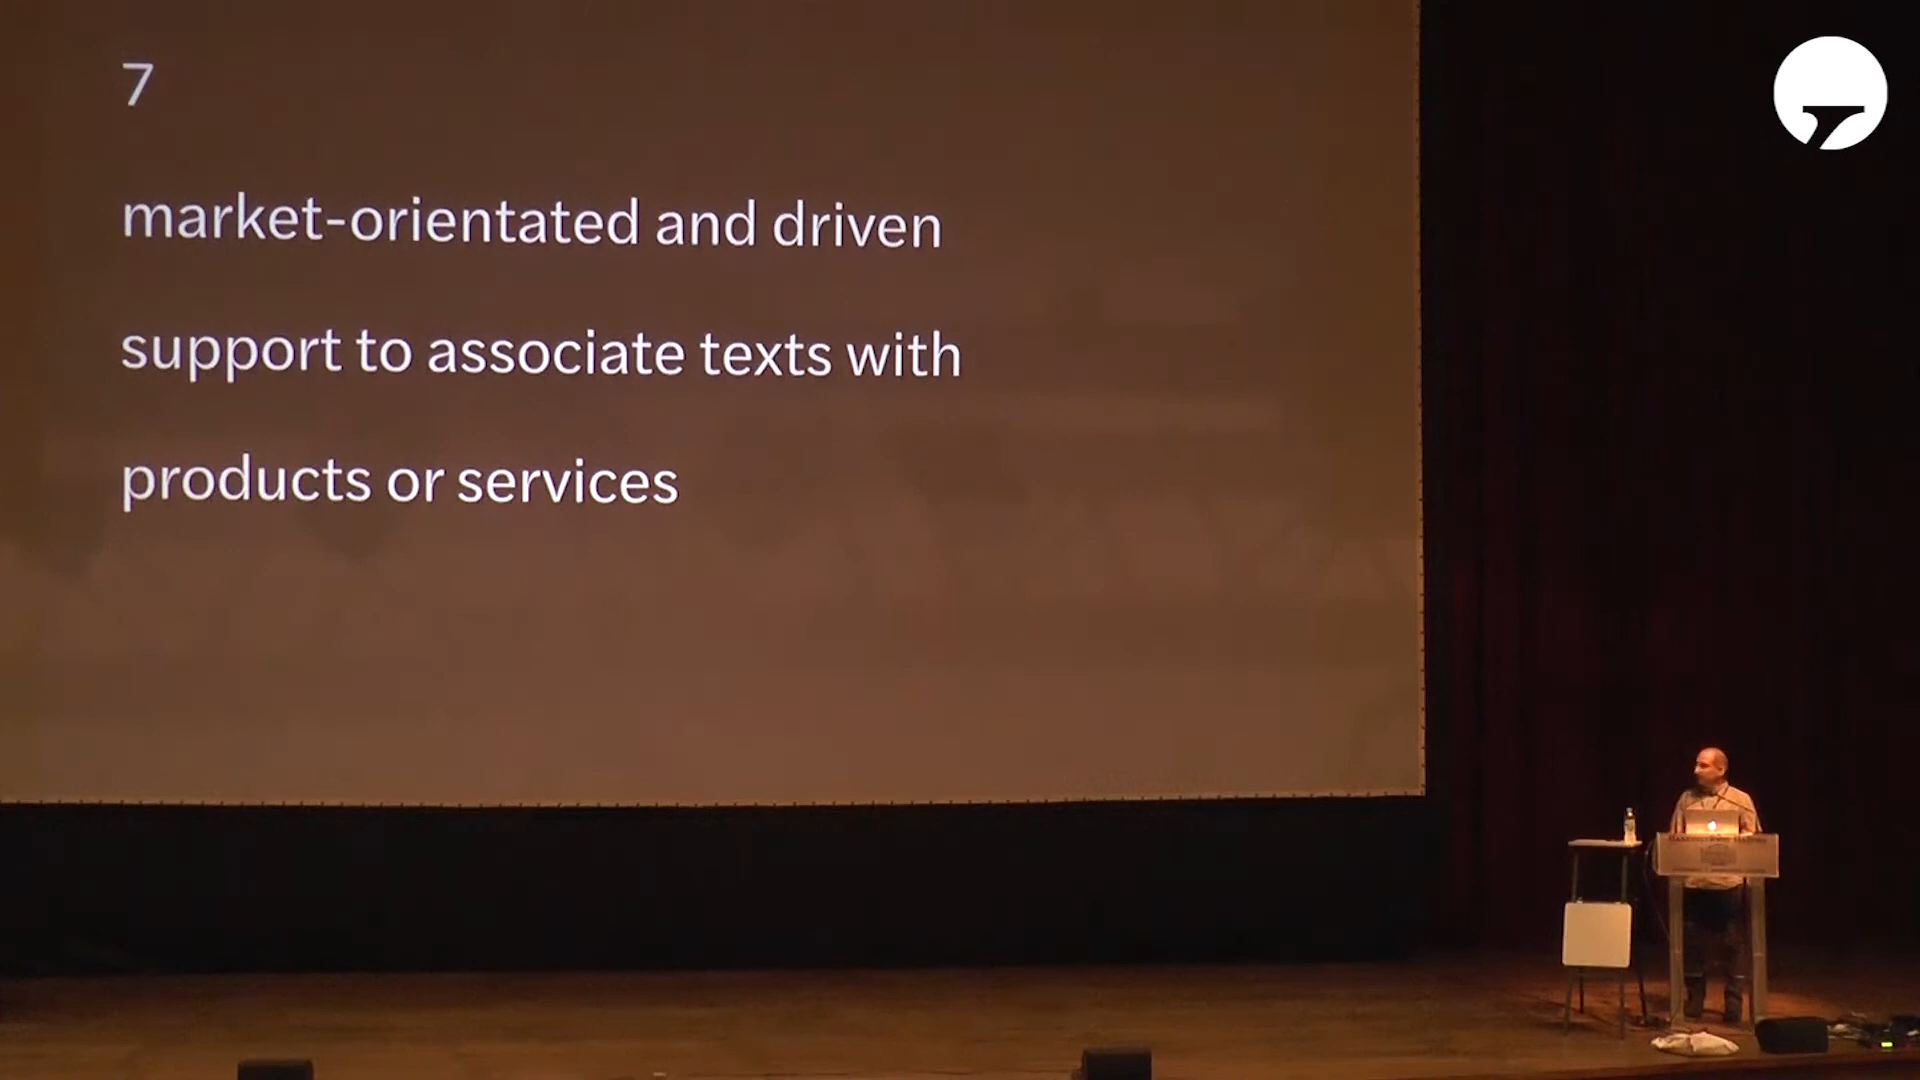 7
market-orientated and driven
support to associate texts with
products or services